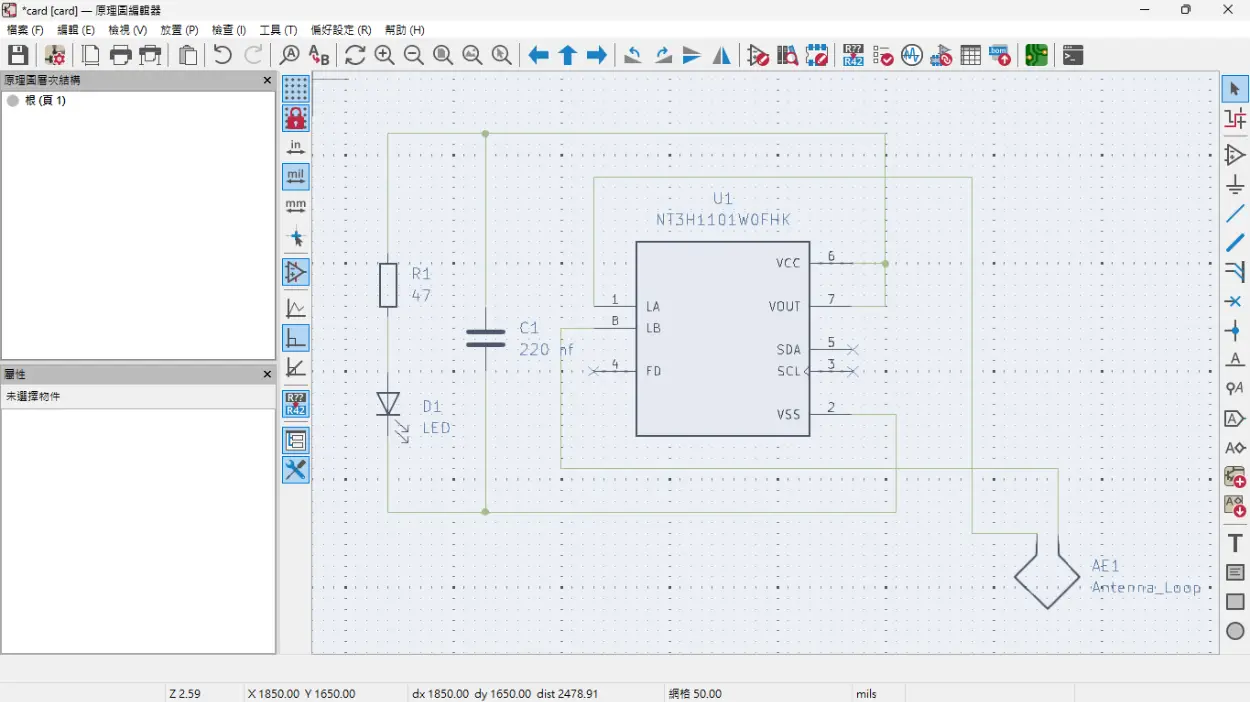 *card [card] — 原理圖編輯器
檔案 (F) 編輯 (E) 檢視 (V) 放置 (P) 檢查 (I) 工具 (T) 偏好設定 (R) 幫助 (H)
原理圖層次結構
根 (頁 1)
屬性
未選擇物件
in
mil
mm
R??
R42
R??
R42
A
B
bom
U1
NT3H1101W0FHK
VCC 6
VOUT 7
1 LA
8 LB
SDA 5
4 FD
SCL 3
VSS 2
R1
47
C1
220 nf
D1
LED
AE1
Antenna_Loop
A
A
A
A
A
T
Z 2.59
X 1850.00 Y 1650.00
dx 1850.00 dy 1650.00 dist 2478.91
網格 50.00
mils